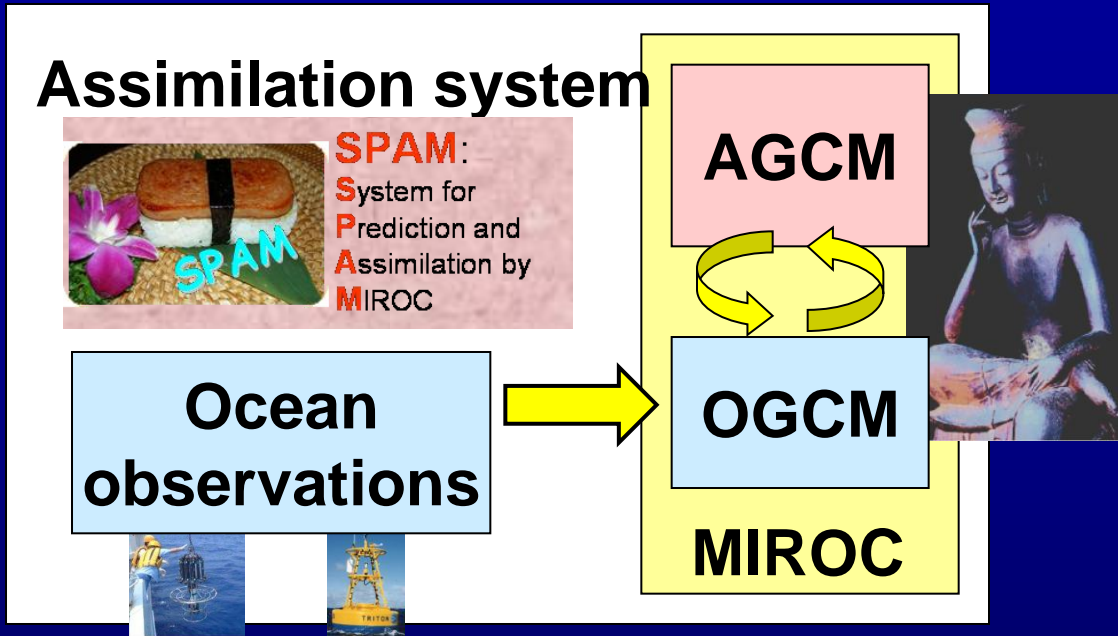 Assimilation system
SPAM
SPAM:
System for
Prediction and
Assimilation by
MIROC
Ocean
observations
TRITON
AGCM
OGCM
MIROC